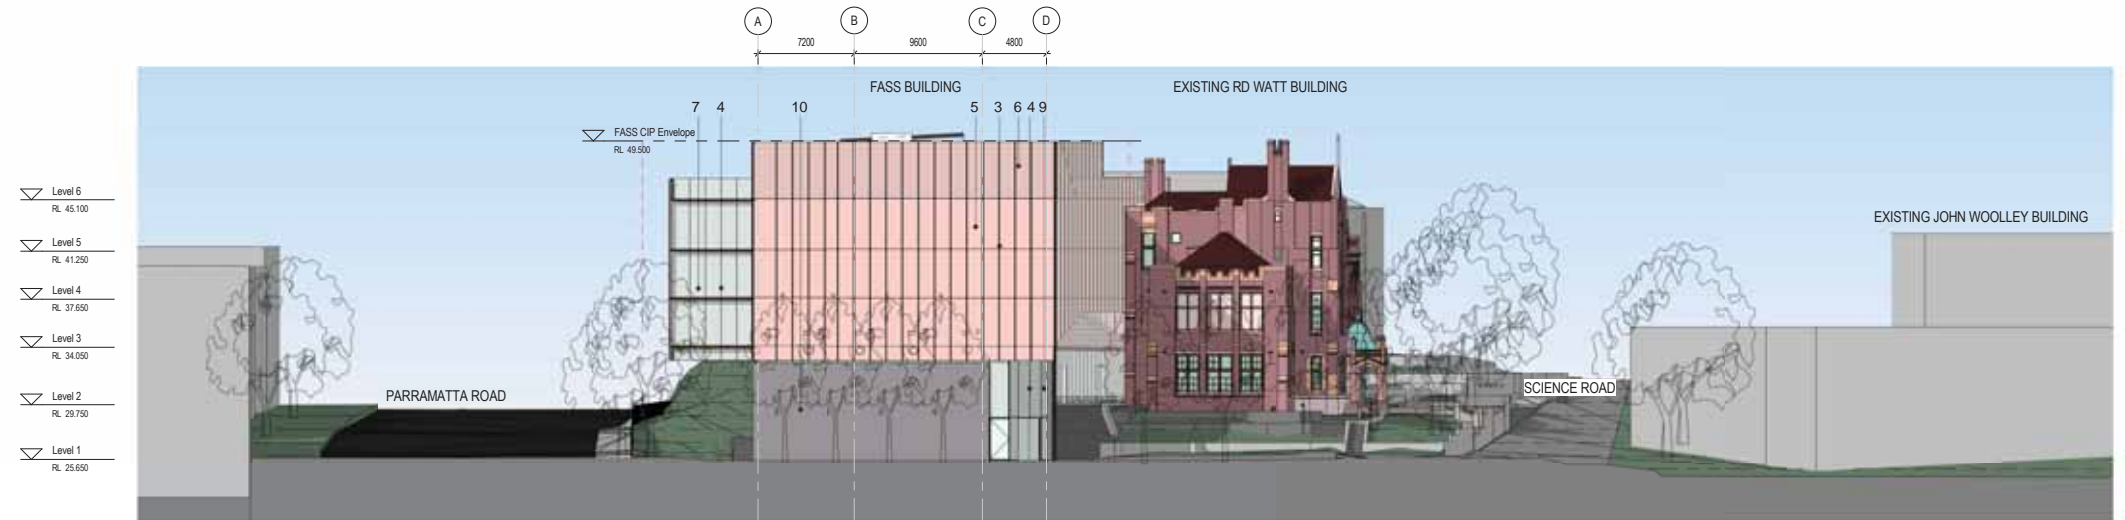 A B C D
7200 9600 4800
FASS BUILDING
EXISTING RD WATT BUILDING
7 4 10 5 3 6 4 9
FASS CIP Envelope
RL 49.500
Level 6
RL 45.100
EXISTING JOHN WOOLLEY BUILDING
Level 5
RL 41.250
Level 4
RL 37.650
Level 3
RL 34.050
SCIENCE ROAD
Level 2
RL 29.750
PARRAMATTA ROAD
Level 1
RL 25.650